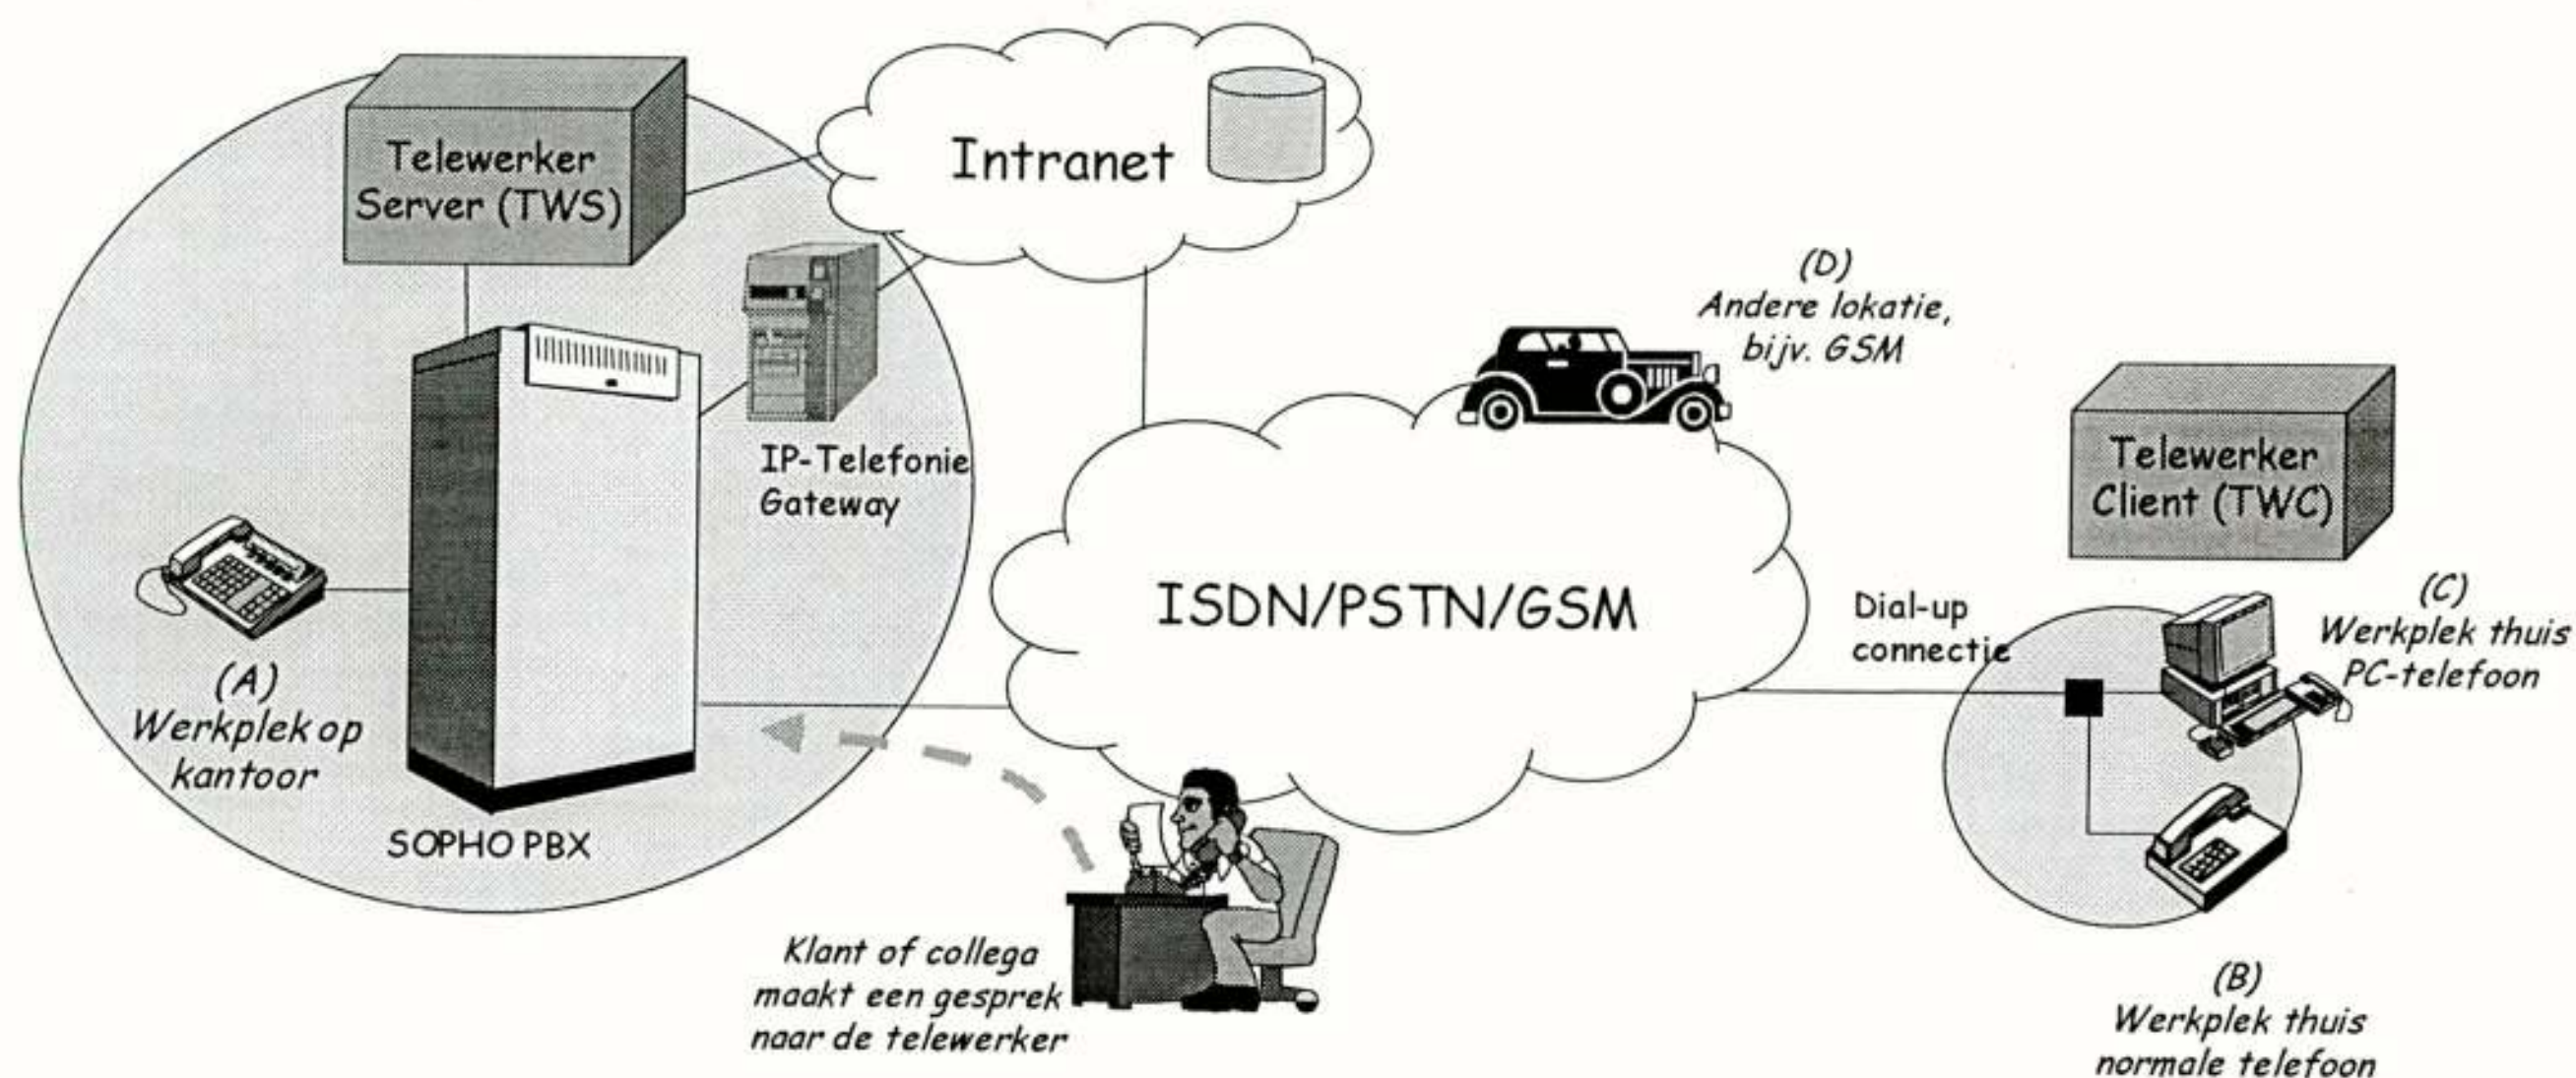 Telewerker
Server (TWS)
Intranet
IP-Telefonie
Gateway
(A)
Werkplek op
kantoor
SOPHO PBX
ISDN/PSTN/GSM
(D)
Andere lokatie,
bijv. GSM
Klant of collega
maakt een gesprek
naar de telewerker
Dial-up
connectie
Telewerker
Client (TWC)
(C)
Werkplek thuis
PC-telefoon
(B)
Werkplek thuis
normale telefoon